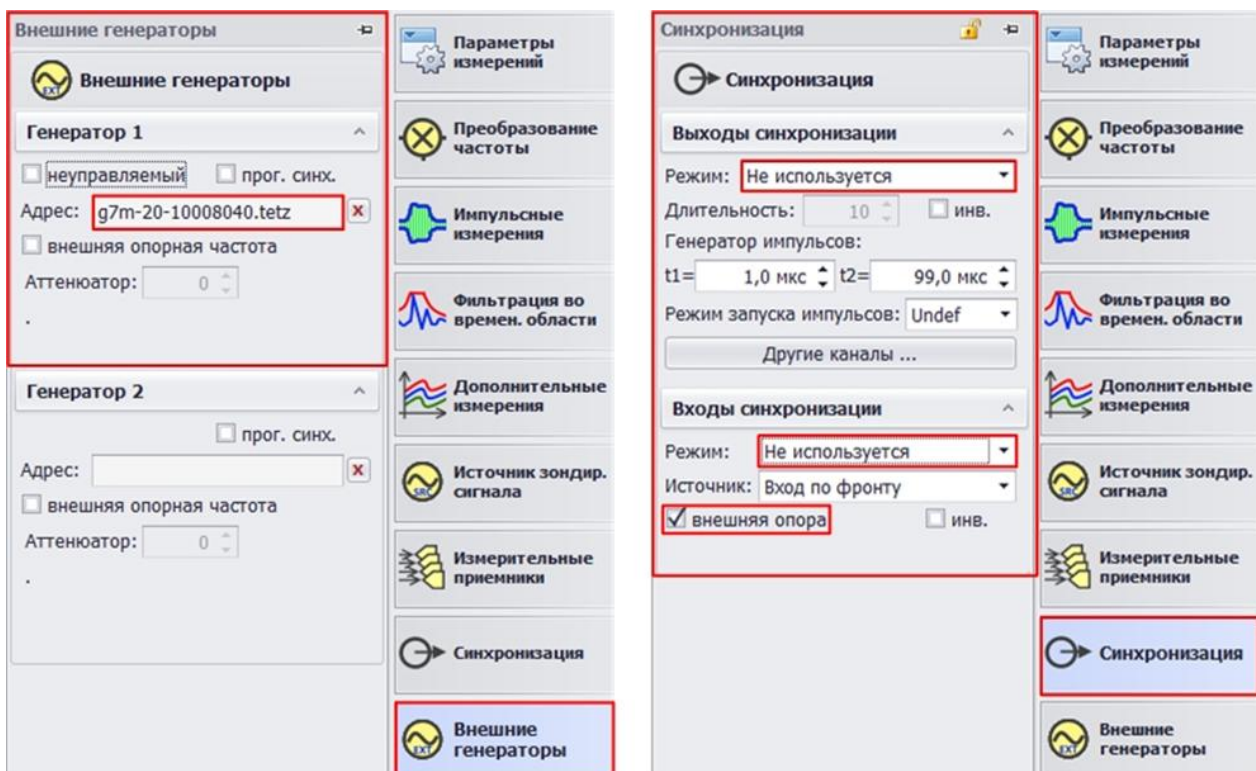 Внешние генераторы
EXT Внешние генераторы
Генератор 1
неуправляемый прог. синх.
Адрес: g7m-20-10008040.tetz x
внешняя опорная частота
Аттенюатор: 0
.
Генератор 2
прог. синх.
Адрес: x
внешняя опорная частота
Аттенюатор: 0
.
Параметры
измерений
Преобразование
частоты
Импульсные
измерения
Фильтрация во
времен. области
Дополнительные
измерения
SRC Источник зондир.
сигнала
Измерительные
приемники
Синхронизация
EXT Внешние
генераторы
Синхронизация
Синхронизация
Выходы синхронизации
Режим: Не используется
Длительность: 10 инв.
Генератор импульсов:
t1= 1,0 мкс t2= 99,0 мкс
Режим запуска импульсов: Undef
Другие каналы ...
Входы синхронизации
Режим: Не используется
Источник: Вход по фронту
внешняя опора инв.
Параметры
измерений
Преобразование
частоты
Импульсные
измерения
Фильтрация во
времен. области
Дополнительные
измерения
SRC Источник зондир.
сигнала
Измерительные
приемники
Синхронизация
EXT Внешние
генераторы